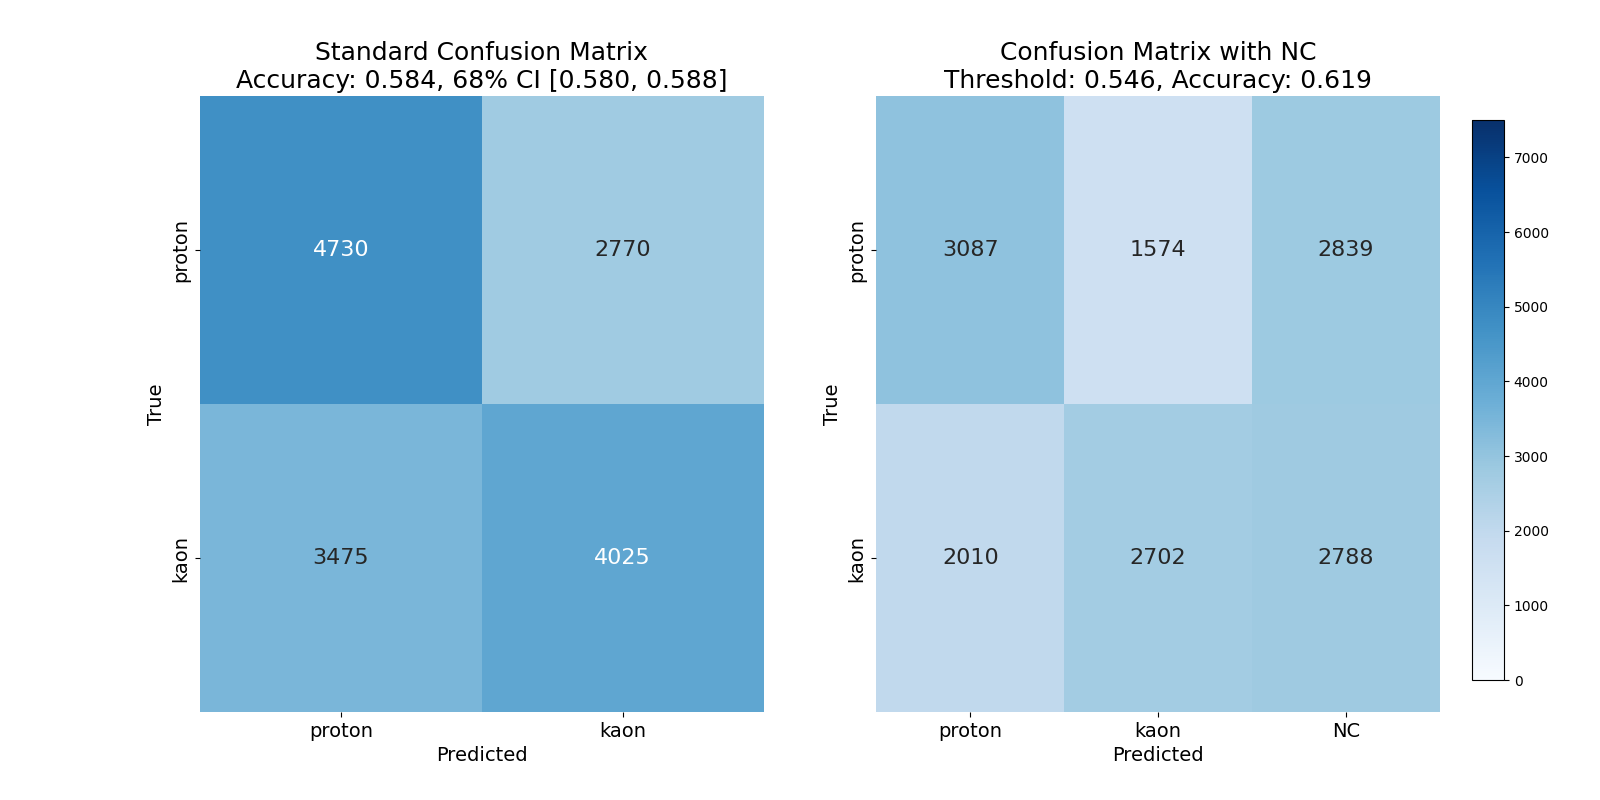 Standard Confusion Matrix
Accuracy: 0.584, 68% CI [0.580, 0.588]
proton
4730
2770
True
kaon
3475
4025
proton
kaon
Predicted
Confusion Matrix with NC
Threshold: 0.546, Accuracy: 0.619
proton
3087
1574
2839
True
kaon
2010
2702
2788
proton
kaon
NC
Predicted
7000
6000
5000
4000
3000
2000
1000
0